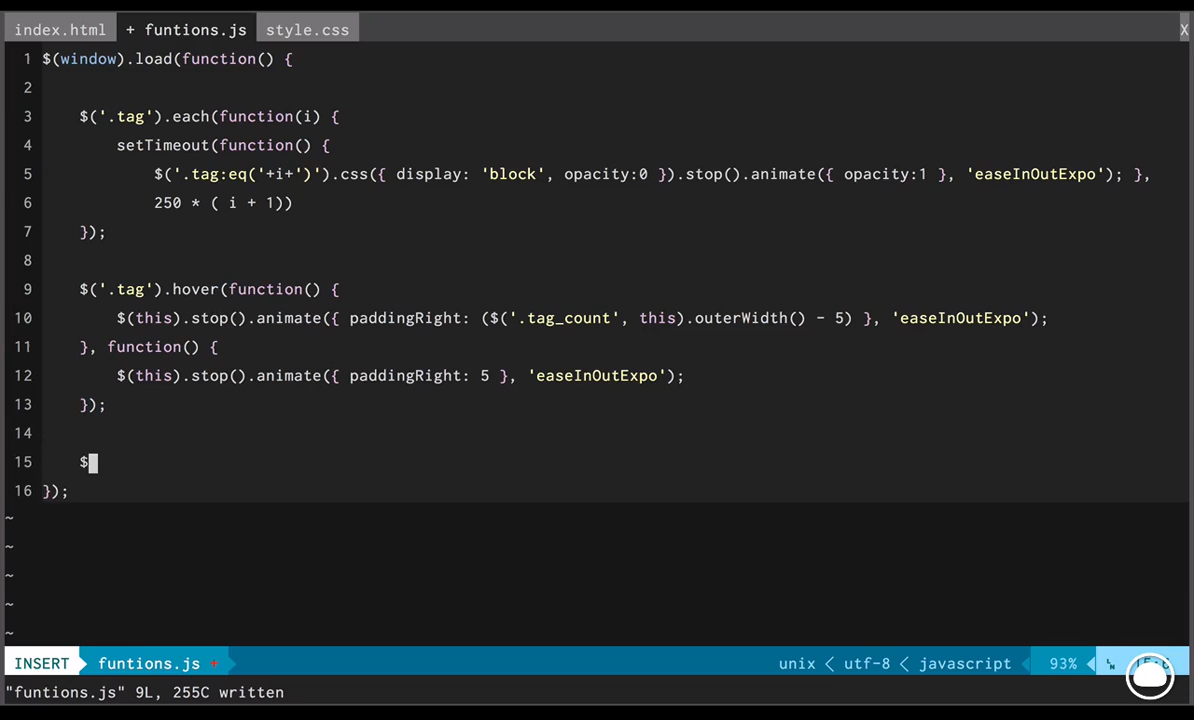 index.html + funtions.js style.css X
1 $(window).load(function() {
2
3 $('.tag').each(function(i) {
4 setTimeout(function() {
5 $('.tag:eq('+i+')').css({ display: 'block', opacity:0 }).stop().animate({ opacity:1 }, 'easeInOutExpo'); },
6 250 * ( i + 1))
7 });
8
9 $('.tag').hover(function() {
10 $(this).stop().animate({ paddingRight: ($('.tag_count', this).outerWidth() - 5) }, 'easeInOutExpo');
11 }, function() {
12 $(this).stop().animate({ paddingRight: 5 }, 'easeInOutExpo');
13 });
14
15 $
16 });
~
~
~
~
~
INSERT funtions.js + unix < utf-8 < javascript 93%
"funtions.js" 9L, 255C written